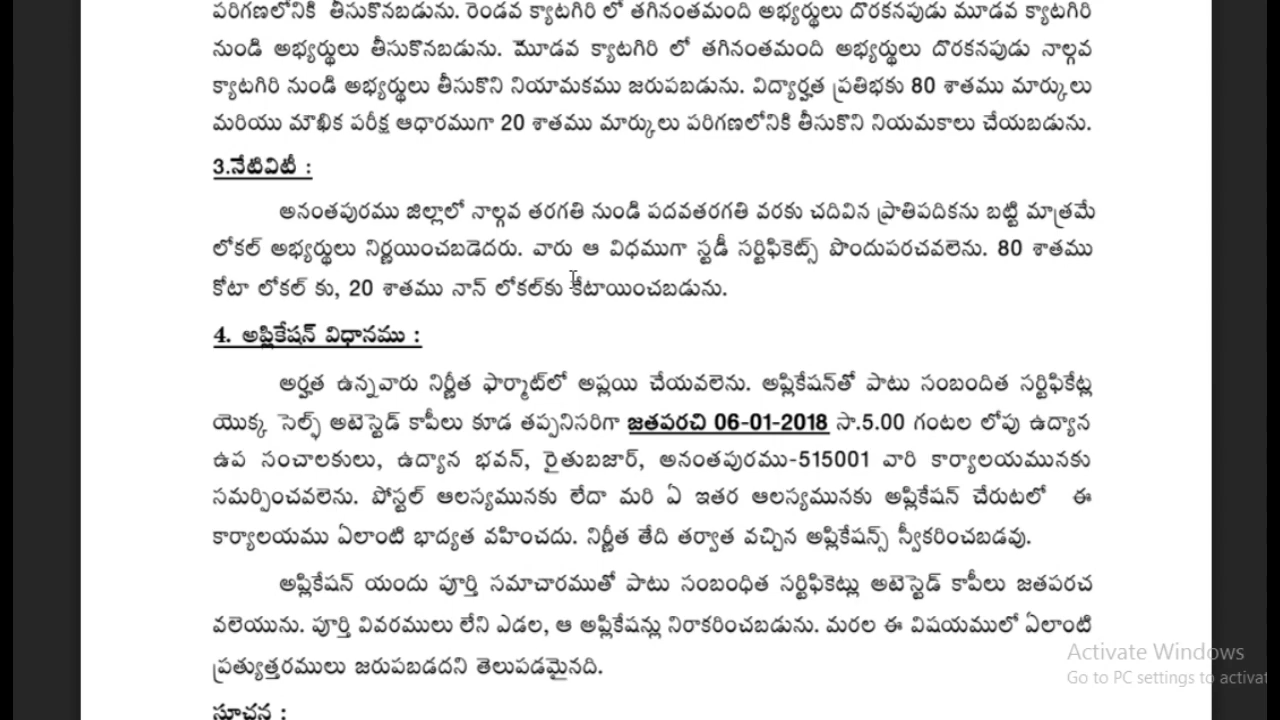 పరిగణలోనికి తీసుకొనబడును. రెండవ క్యాటగిరి లో తగినంతమంది అభ్యర్థులు దొరకనపుడు మూడవ క్యాటగిరి
నుండి అభ్యర్థులు తీసుకొనబడును. మూడవ క్యాటగిరి లో తగినంతమంది అభ్యర్థులు దొరకనపుడు నాల్గవ
క్యాటగిరి నుండి అభ్యర్థులు తీసుకొని నియామకము జరుపబడును. విద్యార్హత ప్రతిభకు 80 శాతము మార్కులు
మరియు మౌఖిక పరీక్ష ఆధారముగా 20 శాతము మార్కులు పరిగణలోనికి తీసుకొని నియమకాలు చేయబడును.
3.నేటివిటీ :
అనంతపురము జిల్లాలో నాల్గవ తరగతి నుండి పదవతరగతి వరకు చదివిన ప్రాతిపదికను బట్టి మాత్రమే
లోకల్ అభ్యర్థులు నిర్ణయించబడెదరు. వారు ఆ విధముగా స్టడీ సర్టిఫికెట్స్ పొందుపరచవలెను. 80 శాతము
కోటా లోకల్ కు, 20 శాతము నాన్ లోకల్‌కు కేటాయించబడును.
4. అప్లికేషన్ విధానము :
అర్హత ఉన్నవారు నిర్ణీత ఫార్మాట్‌లో అప్లయి చేయవలెను. అప్లికేషన్‌తో పాటు సంబందిత సర్టిఫికేట్ల
యొక్క సెల్ఫ్ అటెస్టెడ్ కాపీలు కూడ తప్పనిసరిగా జతపరచి 06-01-2018 సా.5.00 గంటల లోపు ఉద్యాన
ఉప సంచాలకులు, ఉద్యాన భవన్, రైతుబజార్, అనంతపురము-515001 వారి కార్యాలయమునకు
సమర్పించవలెను. పోస్టల్ ఆలస్యమునకు లేదా మరి ఏ ఇతర ఆలస్యమునకు అప్లికేషన్ చేరుటలో ఈ
కార్యాలయము ఏలాంటి భాద్యత వహించదు. నిర్ణీత తేది తర్వాత వచ్చిన అప్లికేషన్స్ స్వీకరించబడవు.
అప్లికేషన్ యందు పూర్తి సమాచారముతో పాటు సంబంధిత సర్టిఫికెట్లు అటెస్టెడ్ కాపీలు జతపరచ
వలెయును. పూర్తి వివరములు లేని ఎడల, ఆ అప్లికేషన్లు నిరాకరించబడును. మరల ఈ విషయములో ఏలాంటి
ప్రత్యుత్తరములు జరుపబడదని తెలుపడమైనది.
సూచన :
Activate Windows
Go to PC settings to activat